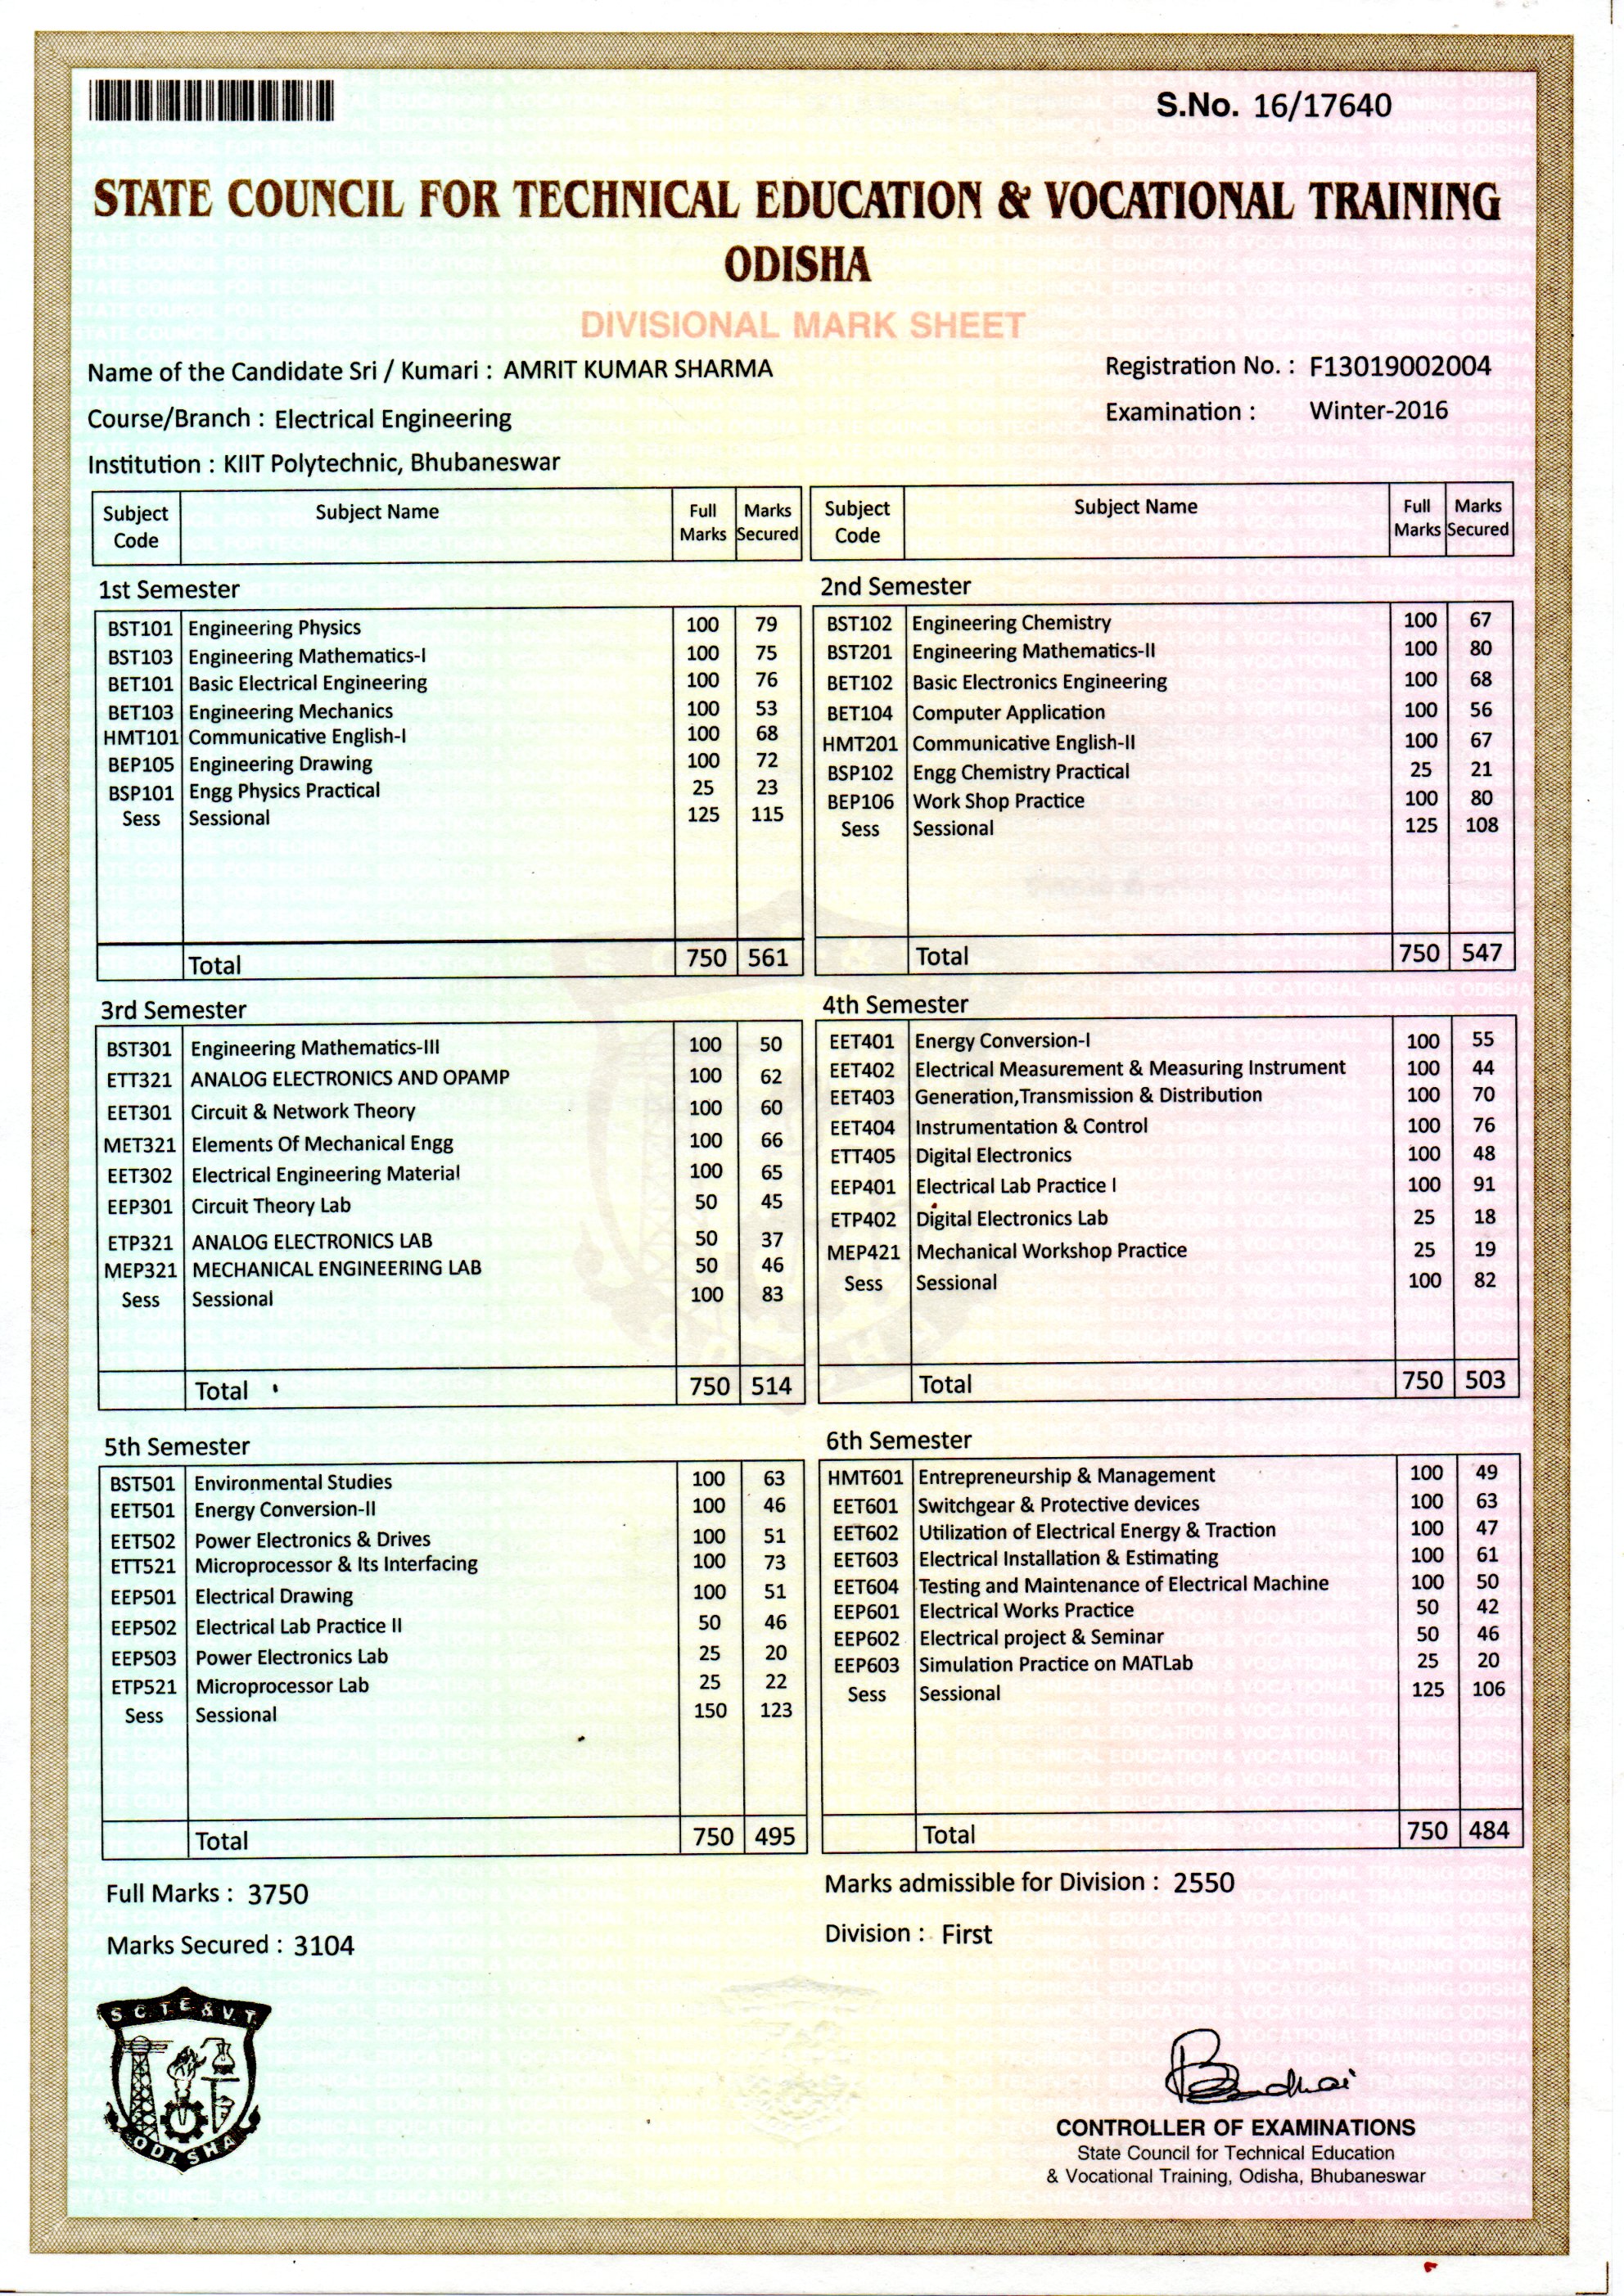 S.No. 16/17640
STATE COUNCIL FOR TECHNICAL EDUCATION & VOCATIONAL TRAINING
ODISHA
DIVISIONAL MARK SHEET
Name of the Candidate Sri / Kumari : AMRIT KUMAR SHARMA
Registration No. : F13019002004
Course/Branch : Electrical Engineering
Examination : Winter-2016
Institution : KIIT Polytechnic, Bhubaneswar
Subject Code Subject Name Full Marks Marks Secured
Subject Code Subject Name Full Marks Marks Secured
1st Semester
BST101 Engineering Physics 100 79
BST103 Engineering Mathematics-I 100 75
BET101 Basic Electrical Engineering 100 76
BET103 Engineering Mechanics 100 53
HMT101 Communicative English-I 100 68
BEP105 Engineering Drawing 100 72
BSP101 Engg Physics Practical 25 23
Sess Sessional 125 115
Total 750 561
2nd Semester
BST102 Engineering Chemistry 100 67
BST201 Engineering Mathematics-II 100 80
BET102 Basic Electronics Engineering 100 68
BET104 Computer Application 100 56
HMT201 Communicative English-II 100 67
BSP102 Engg Chemistry Practical 25 21
BEP106 Work Shop Practice 100 80
Sess Sessional 125 108
Total 750 547
3rd Semester
BST301 Engineering Mathematics-III 100 50
ETT321 ANALOG ELECTRONICS AND OPAMP 100 62
EET301 Circuit & Network Theory 100 60
MET321 Elements Of Mechanical Engg 100 66
EET302 Electrical Engineering Material 100 65
EEP301 Circuit Theory Lab 50 45
ETP321 ANALOG ELECTRONICS LAB 50 37
MEP321 MECHANICAL ENGINEERING LAB 50 46
Sess Sessional 100 83
Total 750 514
4th Semester
EET401 Energy Conversion-I 100 55
EET402 Electrical Measurement & Measuring Instrument 100 44
EET403 Generation,Transmission & Distribution 100 70
EET404 Instrumentation & Control 100 76
ETT405 Digital Electronics 100 48
EEP401 Electrical Lab Practice I 100 91
ETP402 Digital Electronics Lab 25 18
MEP421 Mechanical Workshop Practice 25 19
Sess Sessional 100 82
Total 750 503
5th Semester
BST501 Environmental Studies 100 63
EET501 Energy Conversion-II 100 46
EET502 Power Electronics & Drives 100 51
ETT521 Microprocessor & Its Interfacing 100 73
EEP501 Electrical Drawing 100 51
EEP502 Electrical Lab Practice II 50 46
EEP503 Power Electronics Lab 25 20
ETP521 Microprocessor Lab 25 22
Sess Sessional 150 123
Total 750 495
6th Semester
HMT601 Entrepreneurship & Management 100 49
EET601 Switchgear & Protective devices 100 63
EET602 Utilization of Electrical Energy & Traction 100 47
EET603 Electrical Installation & Estimating 100 61
EET604 Testing and Maintenance of Electrical Machine 100 50
EEP601 Electrical Works Practice 50 42
EEP602 Electrical project & Seminar 50 46
EEP603 Simulation Practice on MATLab 25 20
Sess Sessional 125 106
Total 750 484
Full Marks : 3750
Marks admissible for Division : 2550
Marks Secured : 3104
Division : First
S.C.T.E & V.T.
ODISHA
CONTROLLER OF EXAMINATIONS
State Council for Technical Education
& Vocational Training, Odisha, Bhubaneswar